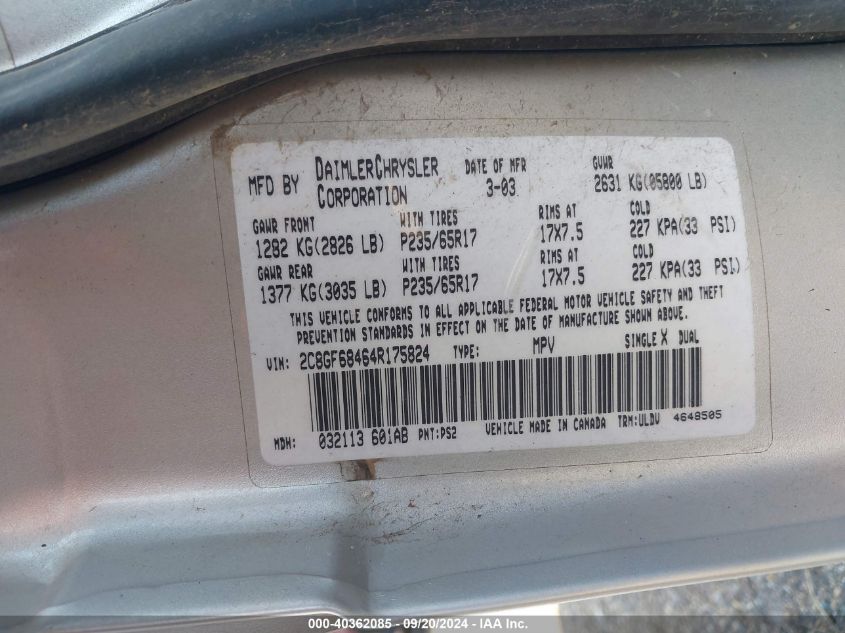 MFD BY DAIMLERCHRYSLER CORPORATION DATE OF MFR 3-03 GVWR 2631 KG(05800 LB)
GAWR FRONT WITH TIRES RIMS AT COLD
1282 KG(2826 LB) P235/65R17 17X7.5 227 KPA(33 PSI)
GAWR REAR WITH TIRES RIMS AT COLD
1377 KG(3035 LB) P235/65R17 17X7.5 227 KPA(33 PSI)
THIS VEHICLE CONFORMS TO ALL APPLICABLE FEDERAL MOTOR VEHICLE SAFETY AND THEFT
PREVENTION STANDARDS IN EFFECT ON THE DATE OF MANUFACTURE SHOWN ABOVE.
VIN: 2C8GF68464R175824 TYPE: MPV SINGLE X DUAL
MDH: 032113 601AB PNT:PS2 VEHICLE MADE IN CANADA TRM:ULDV 4648505
000-40362085 - 09/20/2024 - IAAI.com